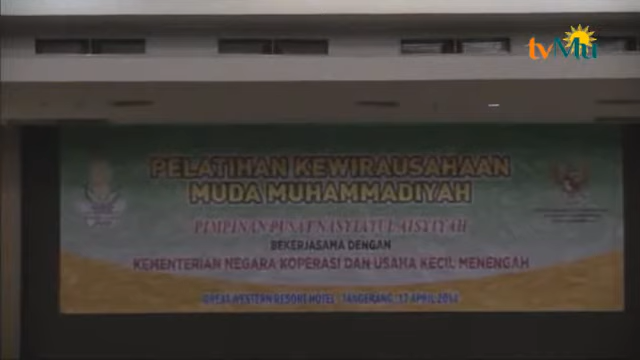 tvMu
PELATIHAN KEWIRAUSAHAAN
MUDA MUHAMMADIYAH
PIMPINAN PUSAT NASYIATUL AISYIYAH
BEKERJASAMA DENGAN
KEMENTERIAN NEGARA KOPERASI DAN USAHA KECIL MENENGAH
GREAT WESTERN RESORT HOTEL - TANGERANG, 17 APRIL